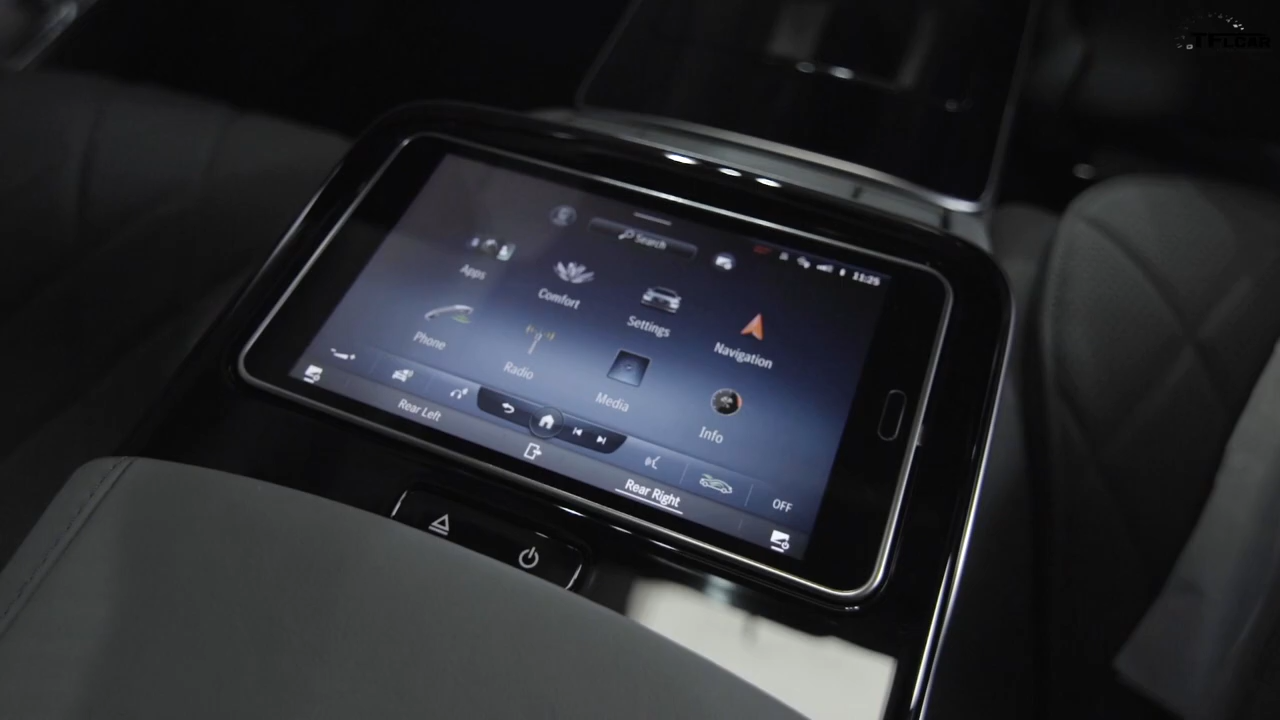 TFLCAR
Search
11:25
Apps
Comfort
Settings
Navigation
Phone
Radio
Media
Info
Rear Left
Rear Right
OFF